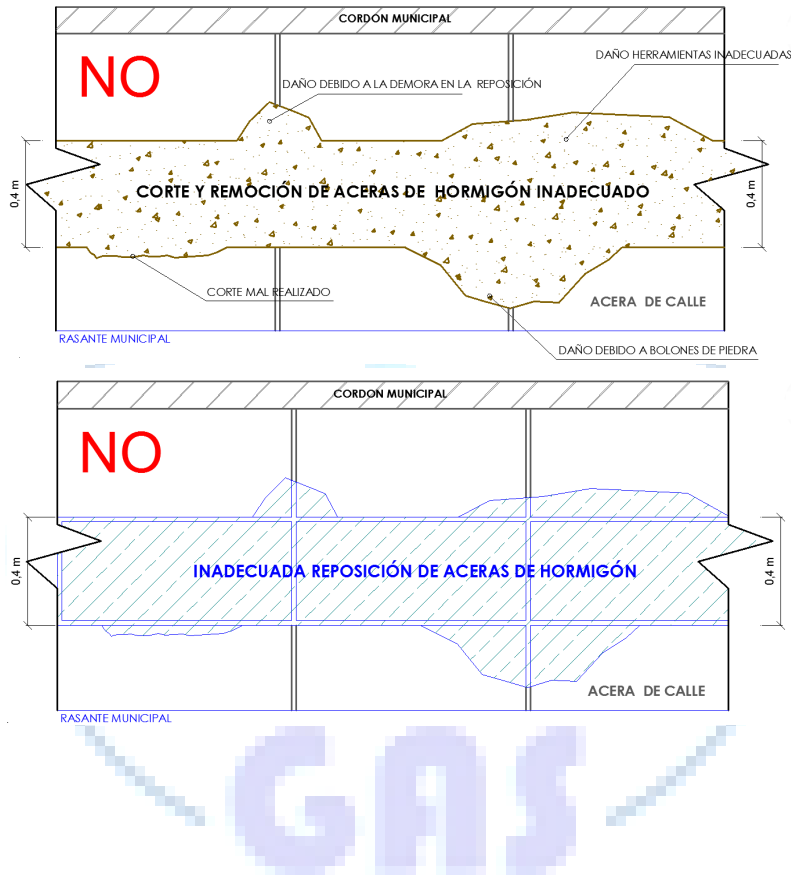 CORDON MUNICIPAL
NO
DAÑO HERRAMIENTAS INADECUADAS
DAÑO DEBIDO A LA DEMORA EN LA REPOSICIÓN
0,4 m
CORTE Y REMOCIÓN DE ACERAS DE HORMIGÓN INADECUADO
0,4 m
CORTE MAL REALIZADO
ACERA DE CALLE
RASANTE MUNICIPAL
DAÑO DEBIDO A BOLONES DE PIEDRA
CORDON MUNICIPAL
NO
0,4 m
INADECUADA REPOSICIÓN DE ACERAS DE HORMIGÓN
0,4 m
ACERA DE CALLE
RASANTE MUNICIPAL
GAS